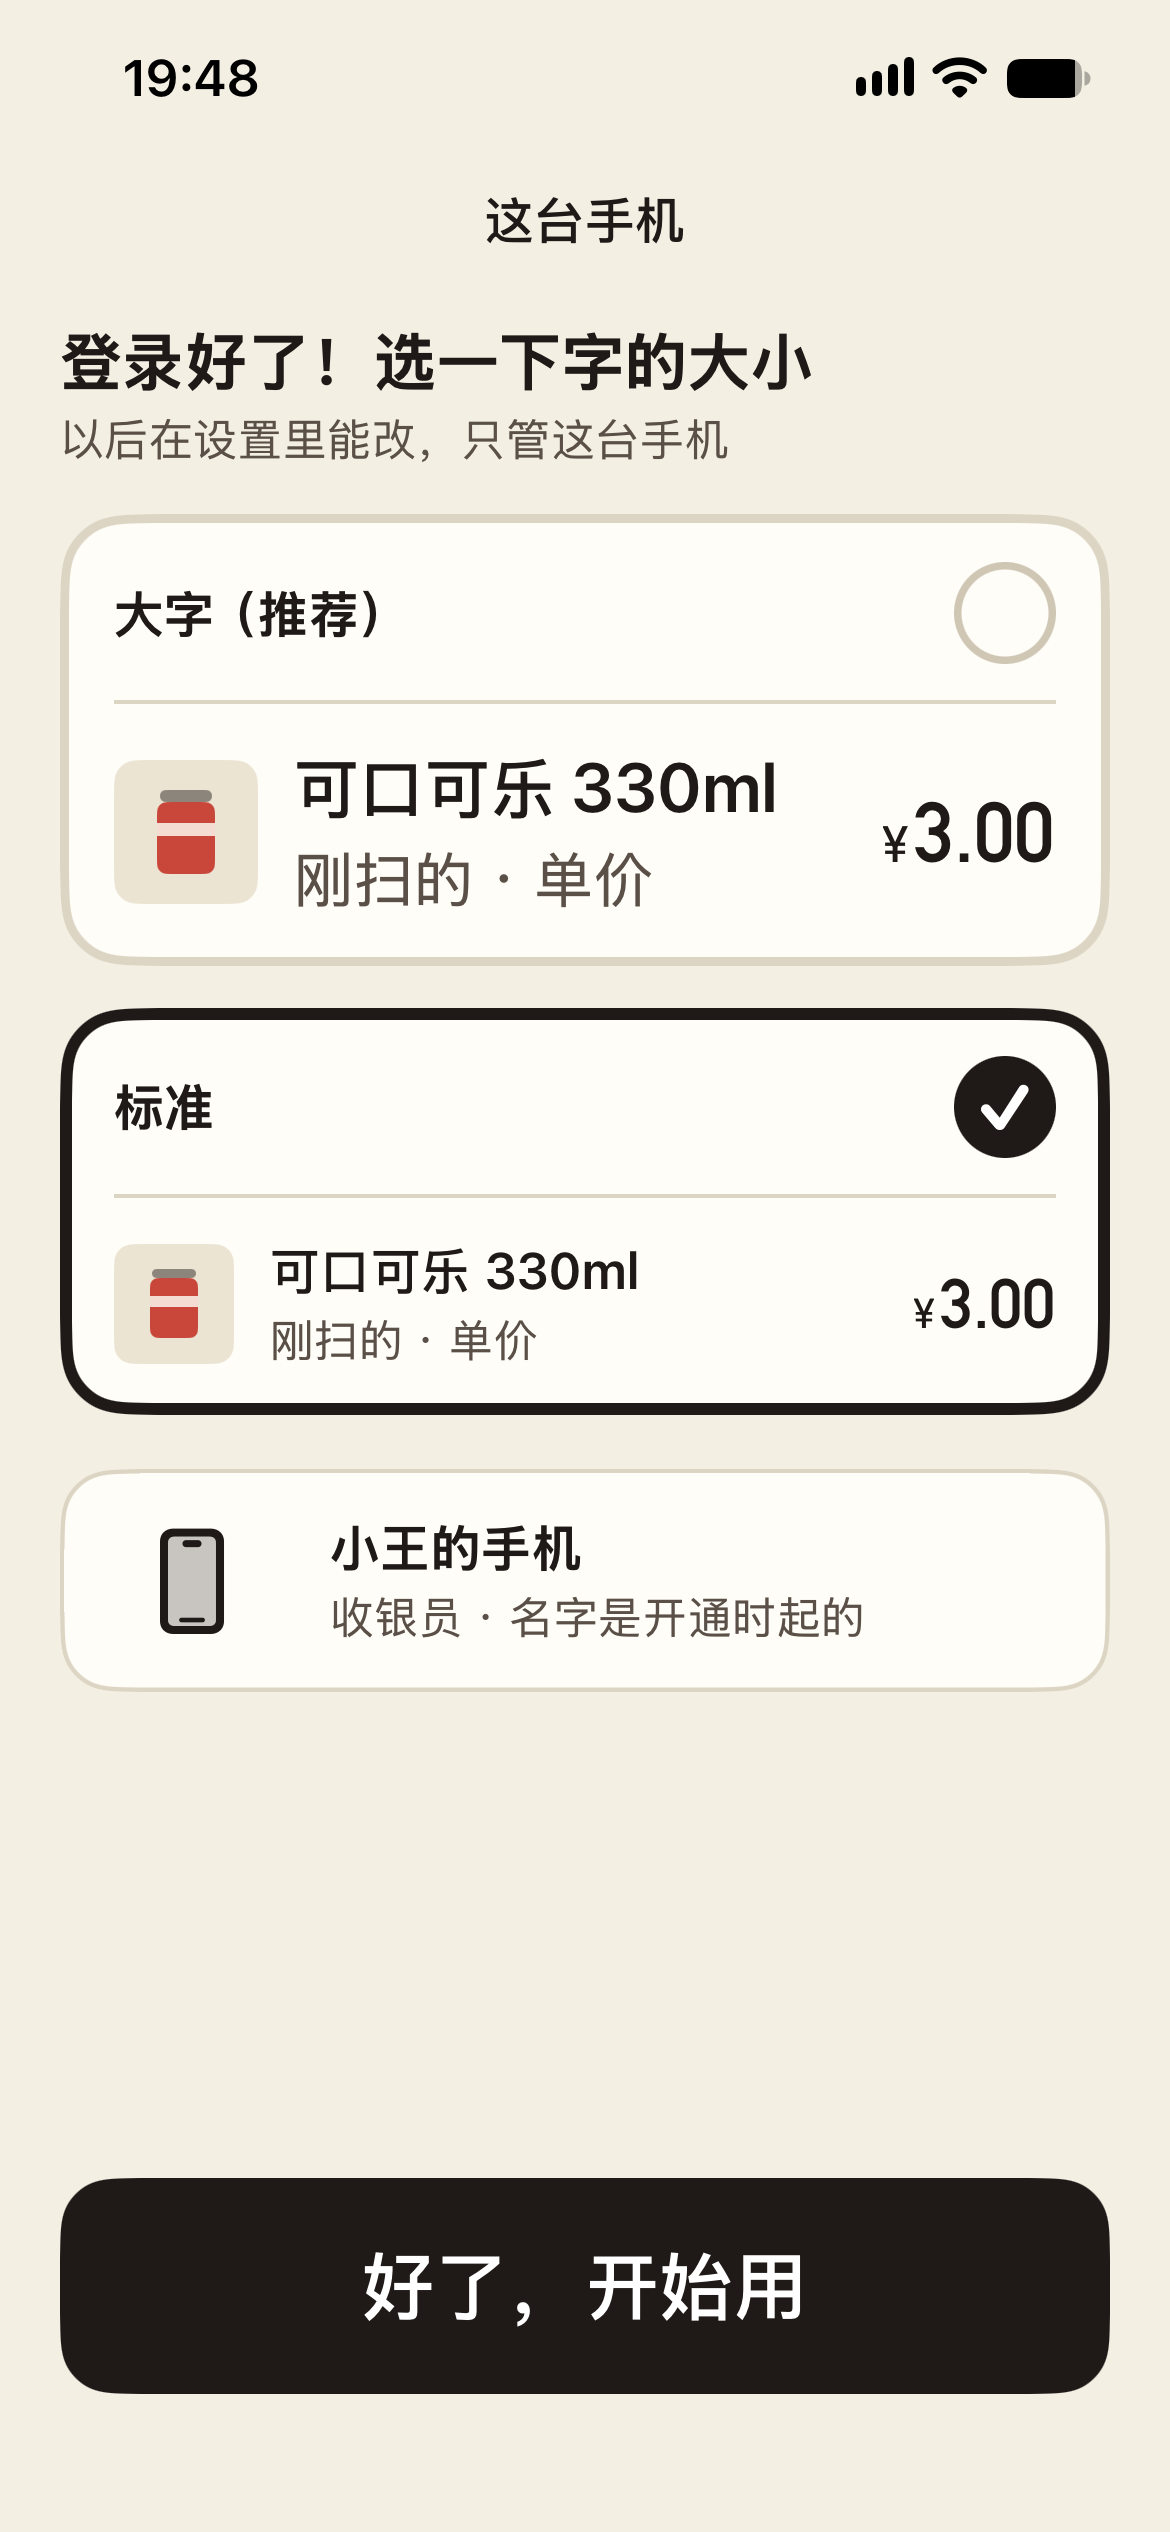 19:48
这台手机
登录好了！选一下字的大小
以后在设置里能改，只管这台手机
大字（推荐）
可口可乐 330ml
刚扫的 · 单价
¥3.00
标准
可口可乐 330ml
刚扫的 · 单价
¥3.00
小王的手机
收银员 · 名字是开通时起的
好了，开始用